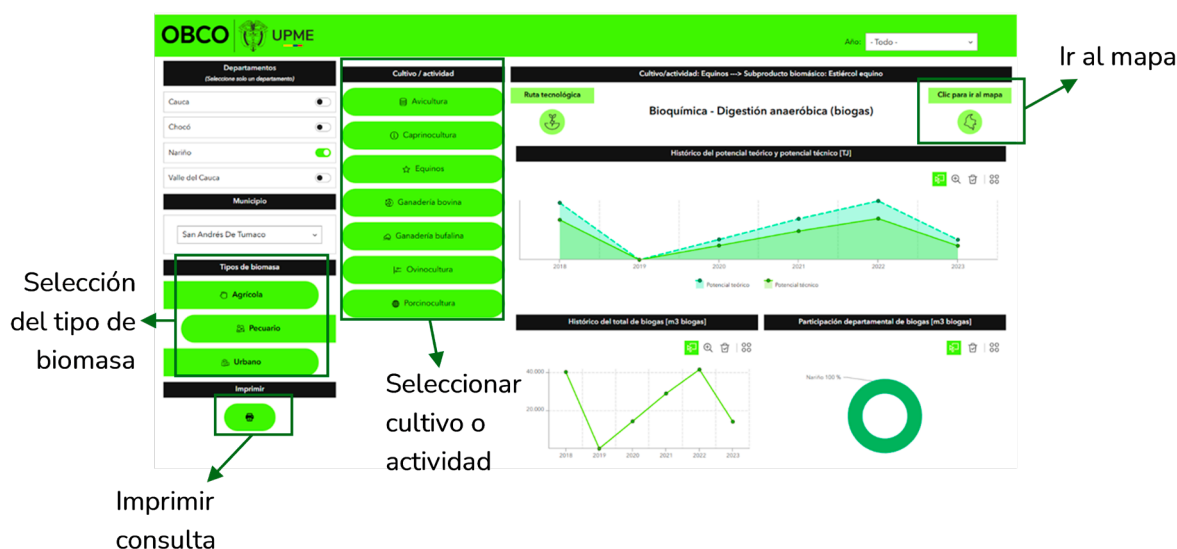 OBCO
UPME
Año:
- Todo -
Departamentos
(Seleccione solo un departamento)
Cauca
Chocó
Nariño
Valle del Cauca
Municipio
San Andrés De Tumaco
Tipos de biomasa
Agrícola
Pecuario
Urbano
Imprimir
Cultivo / actividad
Avicultura
Caprinocultura
Equinos
Ganadería bovina
Ganadería bufalina
Ovinocultura
Porcinocultura
Cultivo/actividad: Equinos ---> Subproducto biomásico: Estiércol equino
Ruta tecnológica
Bioquímica - Digestión anaeróbica (biogas)
Clic para ir al mapa
Histórico del potencial teórico y potencial técnico [TJ]
2018 2019 2020 2021 2022 2023
Potencial teórico Potencial técnico
Histórico del total de biogas [m3 biogas]
40.000
20.000
2018 2019 2020 2021 2022 2023
Participación departamental de biogas [m3 biogas]
Nariño 100 %
Ir al mapa
Selección
del tipo de
biomasa
Seleccionar
cultivo o
actividad
Imprimir
consulta